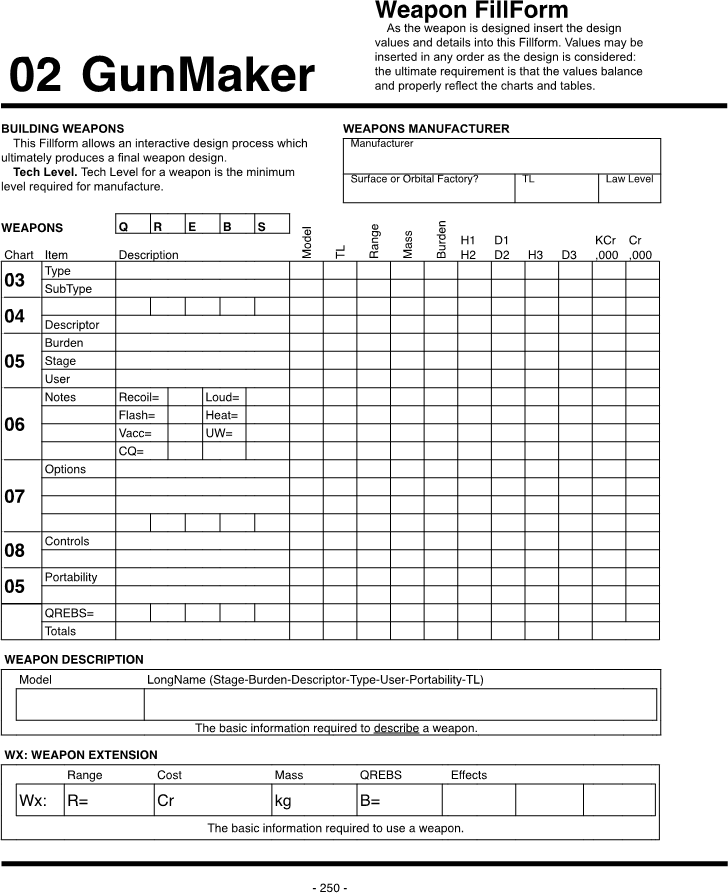 Weapon FillForm
As the weapon is designed insert the design
values and details into this Fillform. Values may be
inserted in any order as the design is considered:
the ultimate requirement is that the values balance
and properly reflect the charts and tables.
02 GunMaker
BUILDING WEAPONS
This Fillform allows an interactive design process which
ultimately produces a final weapon design.
Tech Level. Tech Level for a weapon is the minimum
level required for manufacture.
WEAPONS MANUFACTURER
Manufacturer
Surface or Orbital Factory? TL Law Level
WEAPONS Q R E B S
Model TL Range Mass Burden
H1 D1 KCr Cr
Chart Item Description H2 D2 H3 D3 ,000 ,000
03 Type
SubType
04
Descriptor
05 Burden
Stage
User
06 Notes Recoil= Loud=
Flash= Heat=
Vacc= UW=
CQ=
07 Options
08 Controls
05 Portability
QREBS=
Totals
WEAPON DESCRIPTION
Model LongName (Stage-Burden-Descriptor-Type-User-Portability-TL)
The basic information required to describe a weapon.
WX: WEAPON EXTENSION
Range Cost Mass QREBS Effects
Wx: R= Cr kg B=
The basic information required to use a weapon.
- 250 -